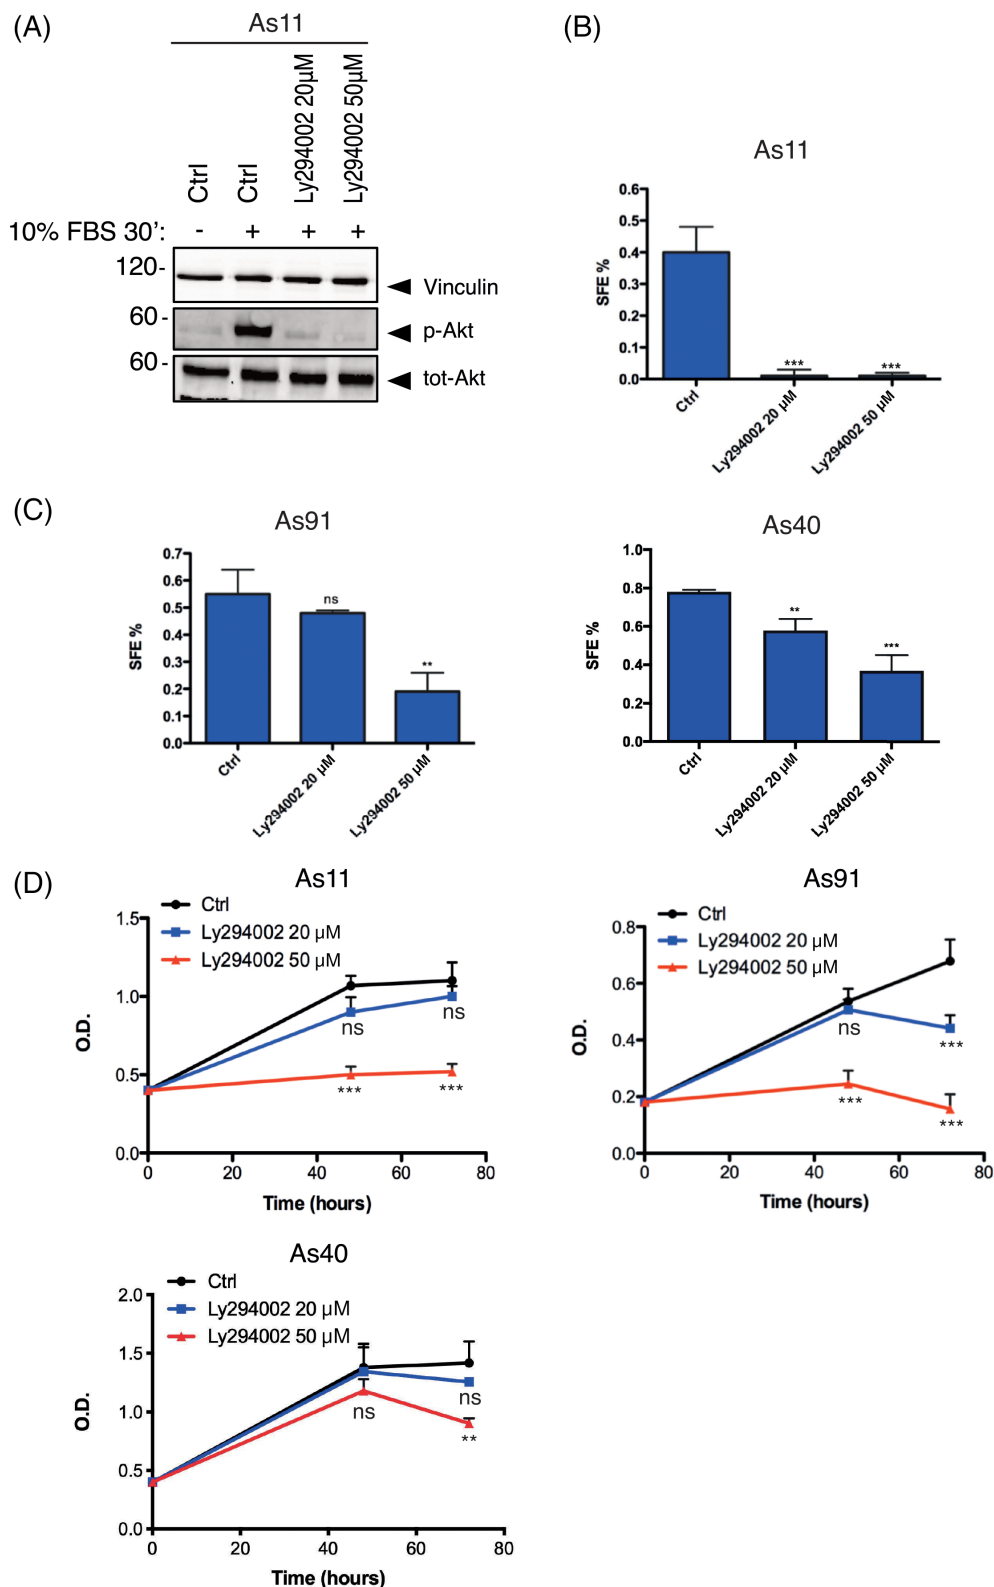 (A)
As11
Ctrl
Ctrl
Ly294002 20µM
Ly294002 50µM
10% FBS 30': - + + +
120-
Vinculin
60-
p-Akt
60-
tot-Akt
(B)
As11
SFE %
0.6
0.5
0.4
0.3
0.2
0.1
0.0
***
***
Ctrl
Ly294002 20 µM
Ly294002 50 µM
(C)
As91
SFE %
0.7
0.6
0.5
0.4
0.3
0.2
0.1
0.0
ns
**
Ctrl
Ly294002 20 µM
Ly294002 50 µM
As40
SFE %
1.0
0.8
0.6
0.4
0.2
0.0
**
***
Ctrl
Ly294002 20 µM
Ly294002 50 µM
(D)
As11
Ctrl
Ly294002 20 µM
Ly294002 50 µM
O.D.
1.5
1.0
0.5
0.0
ns
ns
***
***
0 20 40 60 80
Time (hours)
As91
Ctrl
Ly294002 20 µM
Ly294002 50 µM
O.D.
0.8
0.6
0.4
0.2
0.0
ns
***
***
***
0 20 40 60 80
Time (hours)
As40
Ctrl
Ly294002 20 µM
Ly294002 50 µM
O.D.
2.0
1.5
1.0
0.5
0.0
ns
ns
**
0 20 40 60 80
Time (hours)